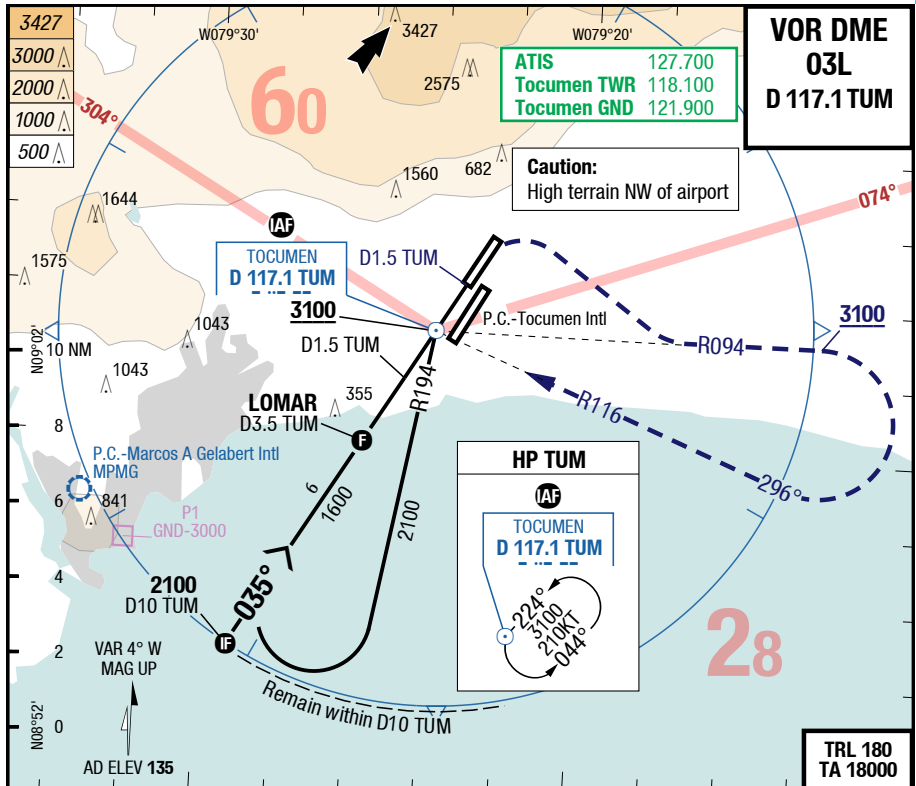 3427
3000
2000
1000
500
W079°30'
3427
W079°20'
2575
60
ATIS 127.700
Tocumen TWR 118.100
Tocumen GND 121.900
VOR DME
03L
D 117.1 TUM
304°
1560
682
Caution:
High terrain NW of airport
074°
1644
IAF
TOCUMEN
D 117.1 TUM
D1.5 TUM
1575
3100
P.C.-Tocumen Intl
3100
N09°02'
10 NM
1043
D1.5 TUM
R094
1043
R194
LOMAR
D3.5 TUM
355
R116
8
F
P.C.-Marcos A Gelabert Intl
MPMG
HP TUM
296°
6
841
6
1600
IAF
P1
GND-3000
2100
TOCUMEN
D 117.1 TUM
4
2100
D10 TUM
035°
224°
3100
210KT
044°
28
IF
2
VAR 4° W
MAG UP
Remain within D10 TUM
N08°52'
0
AD ELEV 135
TRL 180
TA 18000